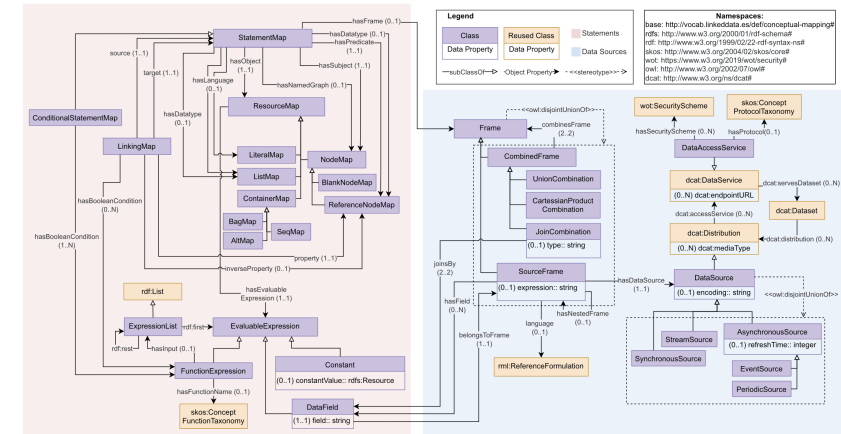 hasFrame (0..1)
StatementMap
hasDatatype
(0..N)
hasPredicate
(1..1)
source (1..1)
hasSubject
(1..1)
target (1..1)
hasObject
(1..1)
hasLanguage
(0..1)
hasNamedGraph
(0..N)
ResourceMap
hasDatatype
(0..1)
ConditionalStatementMap
LinkingMap
LiteralMap
NodeMap
ListMap
BlankNodeMap
ContainerMap
ReferenceNodeMap
BagMap
SeqMap
AltMap
hasBooleanCondition
(0..N)
hasBooleanCondition
(1..N)
property (1..1)
inverseProperty (0..1)
hasEvaluable
Expression (1..1)
rdf:List
ExpressionList
rdf:first
EvaluableExpression
rdf:rest
hasInput (0..1)
FunctionExpression
Constant
(0..1) constantValue:: rdfs:Resource
hasFunctionName (0..1)
skos:Concept
FunctionTaxonomy
DataField
(1..1) field:: string
Legend
Class
Data Property
Reused Class
Data Property
Statements
Data Sources
subClassOf
Object Property
<<stereotype>>
Namespaces:
base: http://vocab.linkeddata.es/def/conceptual-mapping#
rdfs: http://www.w3.org/2000/01/rdf-schema#
rdf: http://www.w3.org/1999/02/22-rdf-syntax-ns#
skos: http://www.w3.org/2004/02/skos/core#
wot: https://www.w3.org/2019/wot/security#
owl: http://www.w3.org/2002/07/owl#
dcat: http://www.w3.org/ns/dcat#
<<owl:disjointUnionOf>>
Frame
combinesFrame
(2..2)
CombinedFrame
UnionCombination
CartessianProduct
Combination
JoinCombination
(0..1) type:: string
joinsBy
(2..2)
SourceFrame
(0..1) expression:: string
hasField
(0..N)
hasDataSource
(1..1)
hasNestedFrame
(0..1)
language
(0..1)
belongsToFrame
(1..1)
rml:ReferenceFormulation
wot:SecurityScheme
skos:Concept
ProtocolTaxonomy
hasSecurityScheme (0..N)
hasProtocol(0..1)
DataAccessService
dcat:DataService
(0..N) dcat:endpointURL
dcat:servesDataset (0..N)
dcat:accessService (0..N)
dcat:Dataset
dcat:Distribution
(0..N) dcat:mediaType
dcat:distribution (0..N)
DataSource
(0..1) encoding:: string
<<owl:disjointUnionOf>>
StreamSource
SynchronousSource
AsynchronousSource
(0..1) refreshTime:: integer
EventSource
PeriodicSource